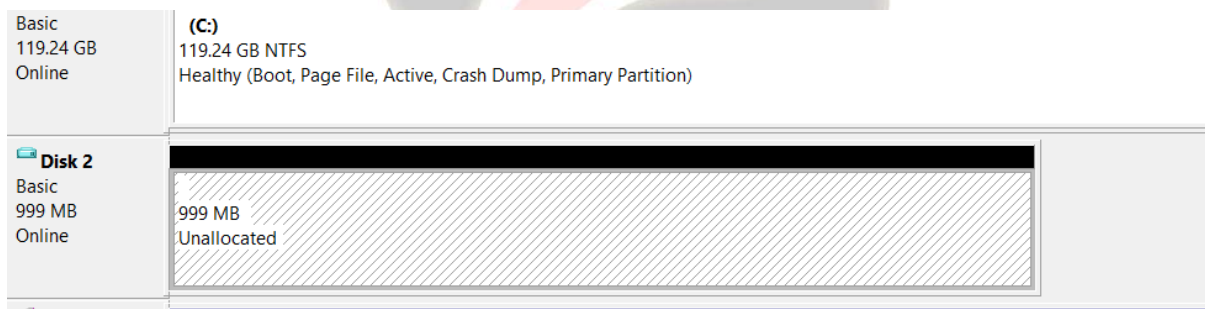 Basic
119.24 GB
Online
(C:)
119.24 GB NTFS
Healthy (Boot, Page File, Active, Crash Dump, Primary Partition)
Disk 2
Basic
999 MB
Online
999 MB
Unallocated